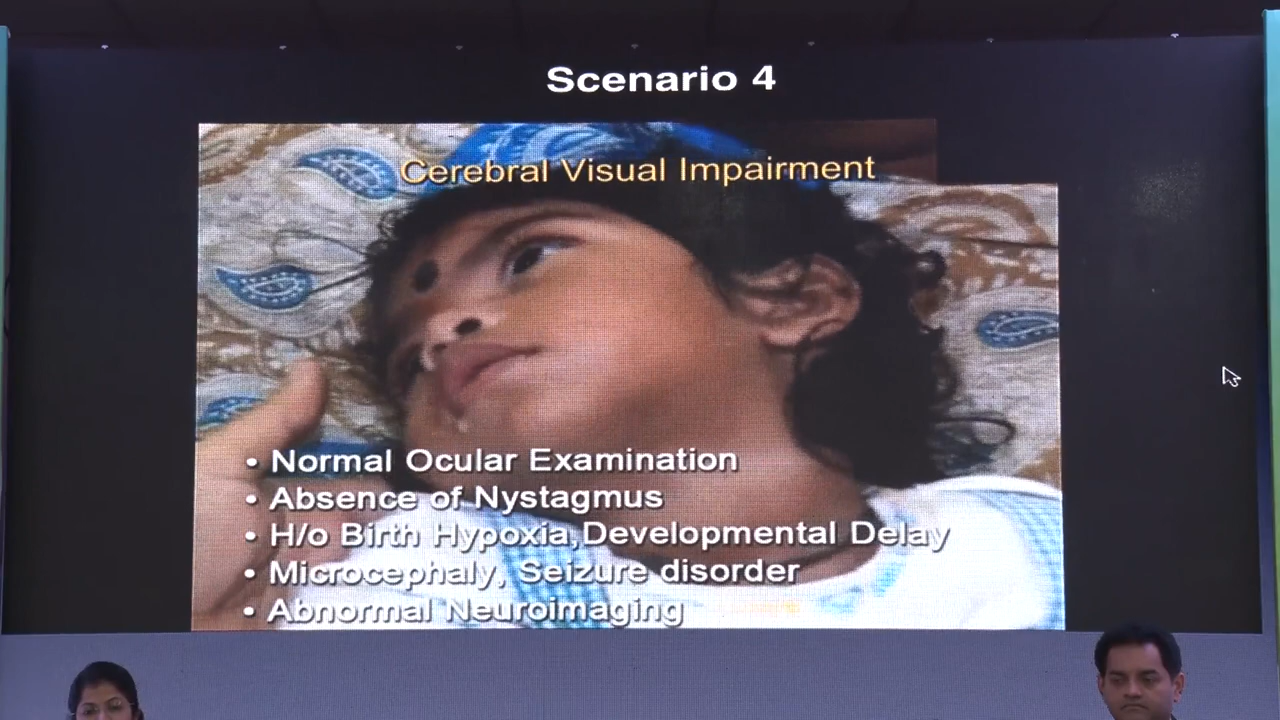 Scenario 4
Cerebral Visual Impairment
• Normal Ocular Examination
• Absence of Nystagmus
• H/o Birth Hypoxia,Developmental Delay
• Microcephaly, Seizure disorder
• Abnormal Neuroimaging